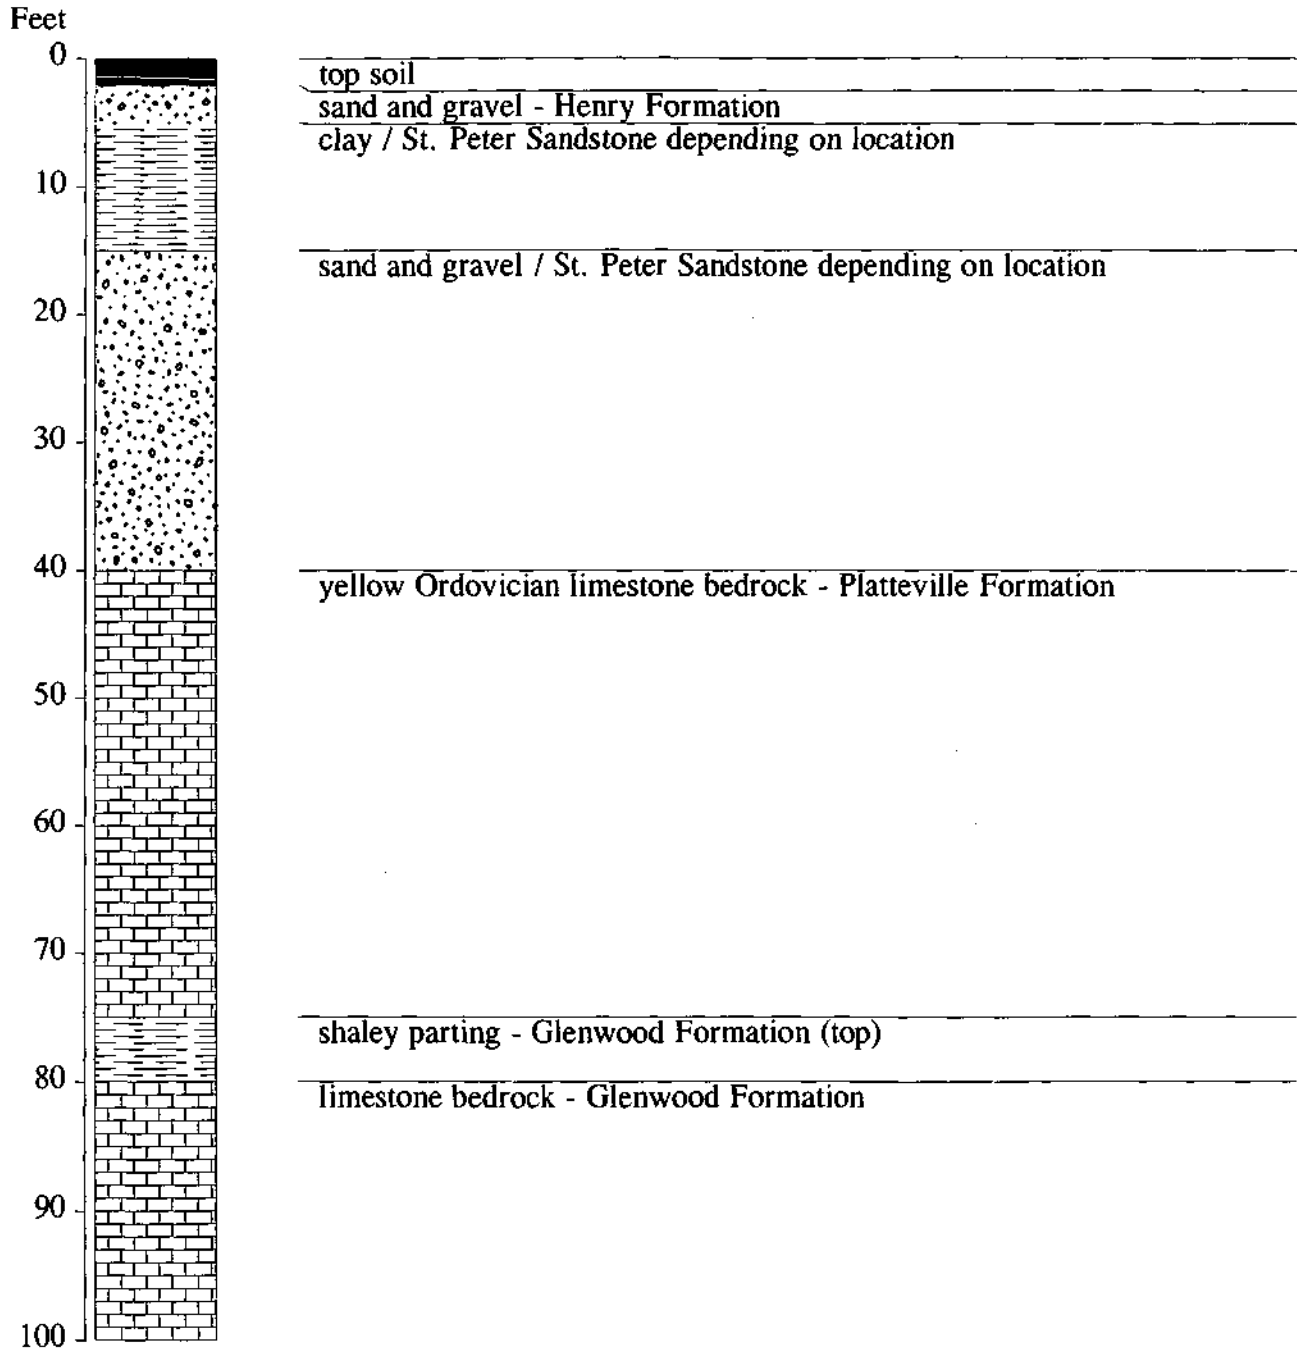 Feet
0
top soil
sand and gravel - Henry Formation
clay / St. Peter Sandstone depending on location
10
sand and gravel / St. Peter Sandstone depending on location
20
30
40
yellow Ordovician limestone bedrock - Platteville Formation
50
60
70
shaley parting - Glenwood Formation (top)
80
limestone bedrock - Glenwood Formation
90
100